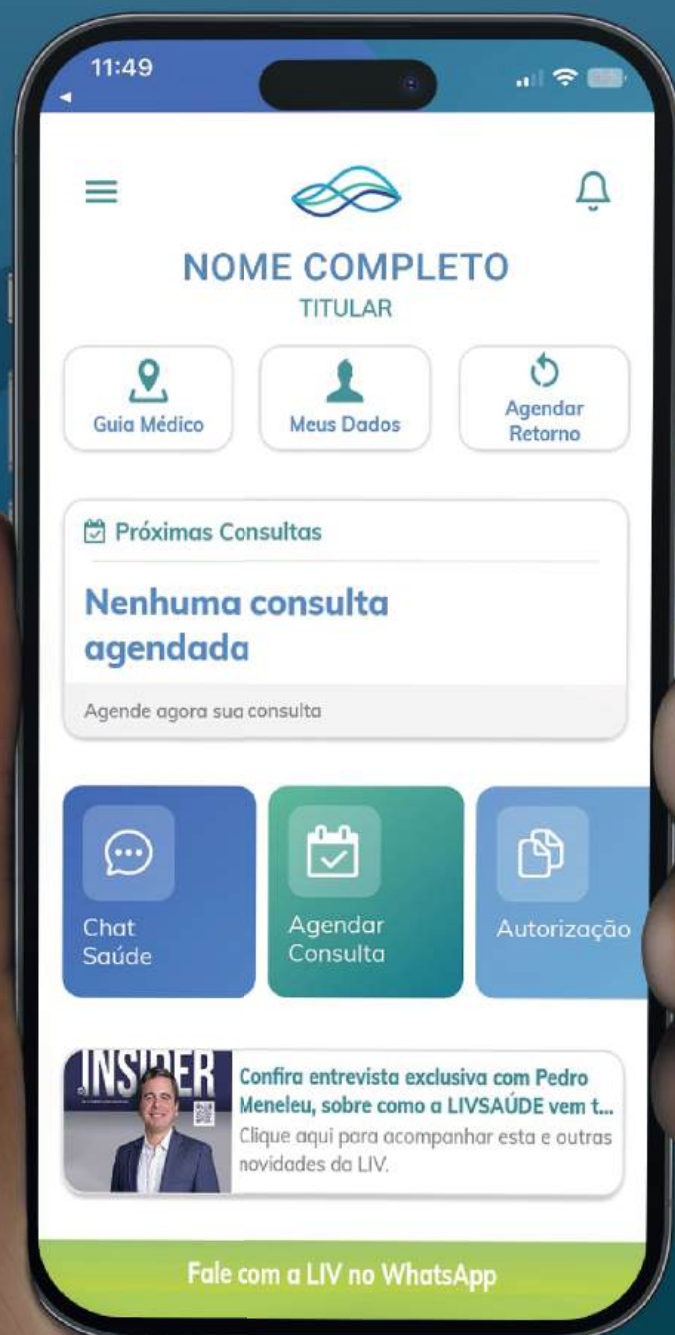 11:49
NOME COMPLETO
TITULAR
Guia Médico
Meus Dados
Agendar
Retorno
Próximas Consultas
Nenhuma consulta
agendada
Agende agora sua consulta
Chat
Saúde
Agendar
Consulta
Autorização
INSIDER
Confira entrevista exclusiva com Pedro
Meneleu, sobre como a LIVSAÚDE vem t...
Clique aqui para acompanhar esta e outras
novidades da LIV.
Fale com a LIV no WhatsApp